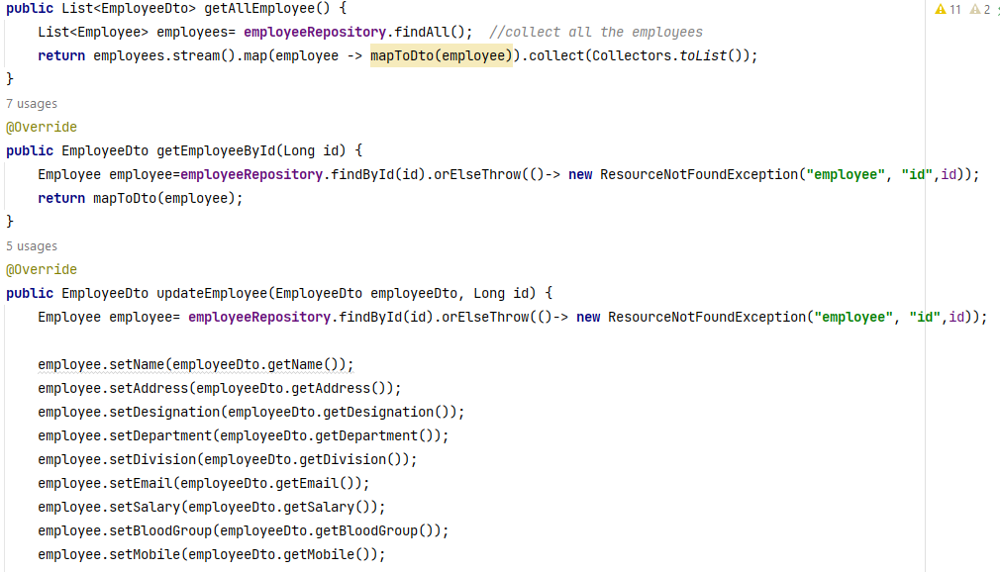 public List<EmployeeDto> getAllEmployee() {
11 2
List<Employee> employees= employeeRepository.findAll(); //collect all the employees
return employees.stream().map(employee -> mapToDto(employee)).collect(Collectors.toList());
}
7 usages
@Override
public EmployeeDto getEmployeeById(Long id) {
Employee employee=employeeRepository.findById(id).orElseThrow(()-> new ResourceNotFoundException("employee", "id",id));
return mapToDto(employee);
}
5 usages
@Override
public EmployeeDto updateEmployee(EmployeeDto employeeDto, Long id) {
Employee employee= employeeRepository.findById(id).orElseThrow(()-> new ResourceNotFoundException("employee", "id",id));
employee.setName(employeeDto.getName());
employee.setAddress(employeeDto.getAddress());
employee.setDesignation(employeeDto.getDesignation());
employee.setDepartment(employeeDto.getDepartment());
employee.setDivision(employeeDto.getDivision());
employee.setEmail(employeeDto.getEmail());
employee.setSalary(employeeDto.getSalary());
employee.setBloodGroup(employeeDto.getBloodGroup());
employee.setMobile(employeeDto.getMobile());